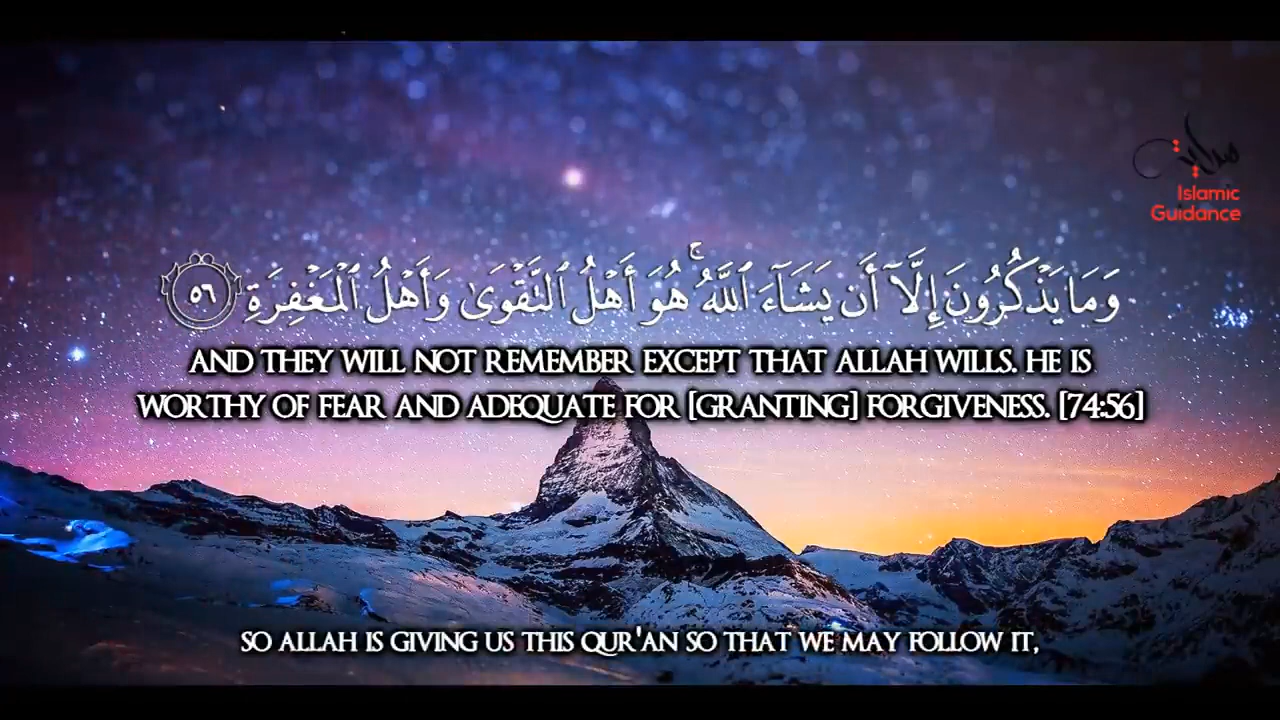 هداية
Islamic
Guidance
وَمَا يَذْكُرُونَ إِلَّآ أَن يَشَآءَ ٱللَّهُ ۚ هُوَ أَهْلُ ٱلتَّقْوَىٰ وَأَهْلُ ٱلْمَغْفِرَةِ ٥٦
AND THEY WILL NOT REMEMBER EXCEPT THAT ALLAH WILLS. HE IS
WORTHY OF FEAR AND ADEQUATE FOR [GRANTING] FORGIVENESS. [74:56]
SO ALLAH IS GIVING US THIS QUR'AN SO THAT WE MAY FOLLOW IT,